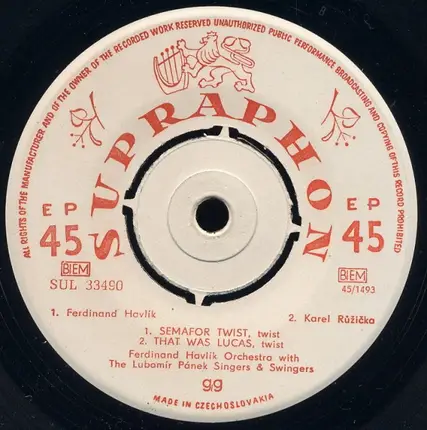 ALL RIGHTS OF THE MANUFACTURER AND OF THE OWNER OF THE RECORDED WORK RESERVED UNAUTHORIZED PUBLIC PERFORMANCE BROADCASTING AND COPYING OF THIS RECORD PROHIBITED
SUPRAPHON
EP EP
45 45
BIEM BIEM
SUL 33490 45/1493
1. Ferdinand Havlík 2. Karel Růžička
1. SEMAFOR TWIST, twist
2. THAT WAS LUCAS, twist
Ferdinand Havlík Orchestra with
The Lubomír Pánek Singers & Swingers
g/g
MADE IN CZECHOSLOVAKIA